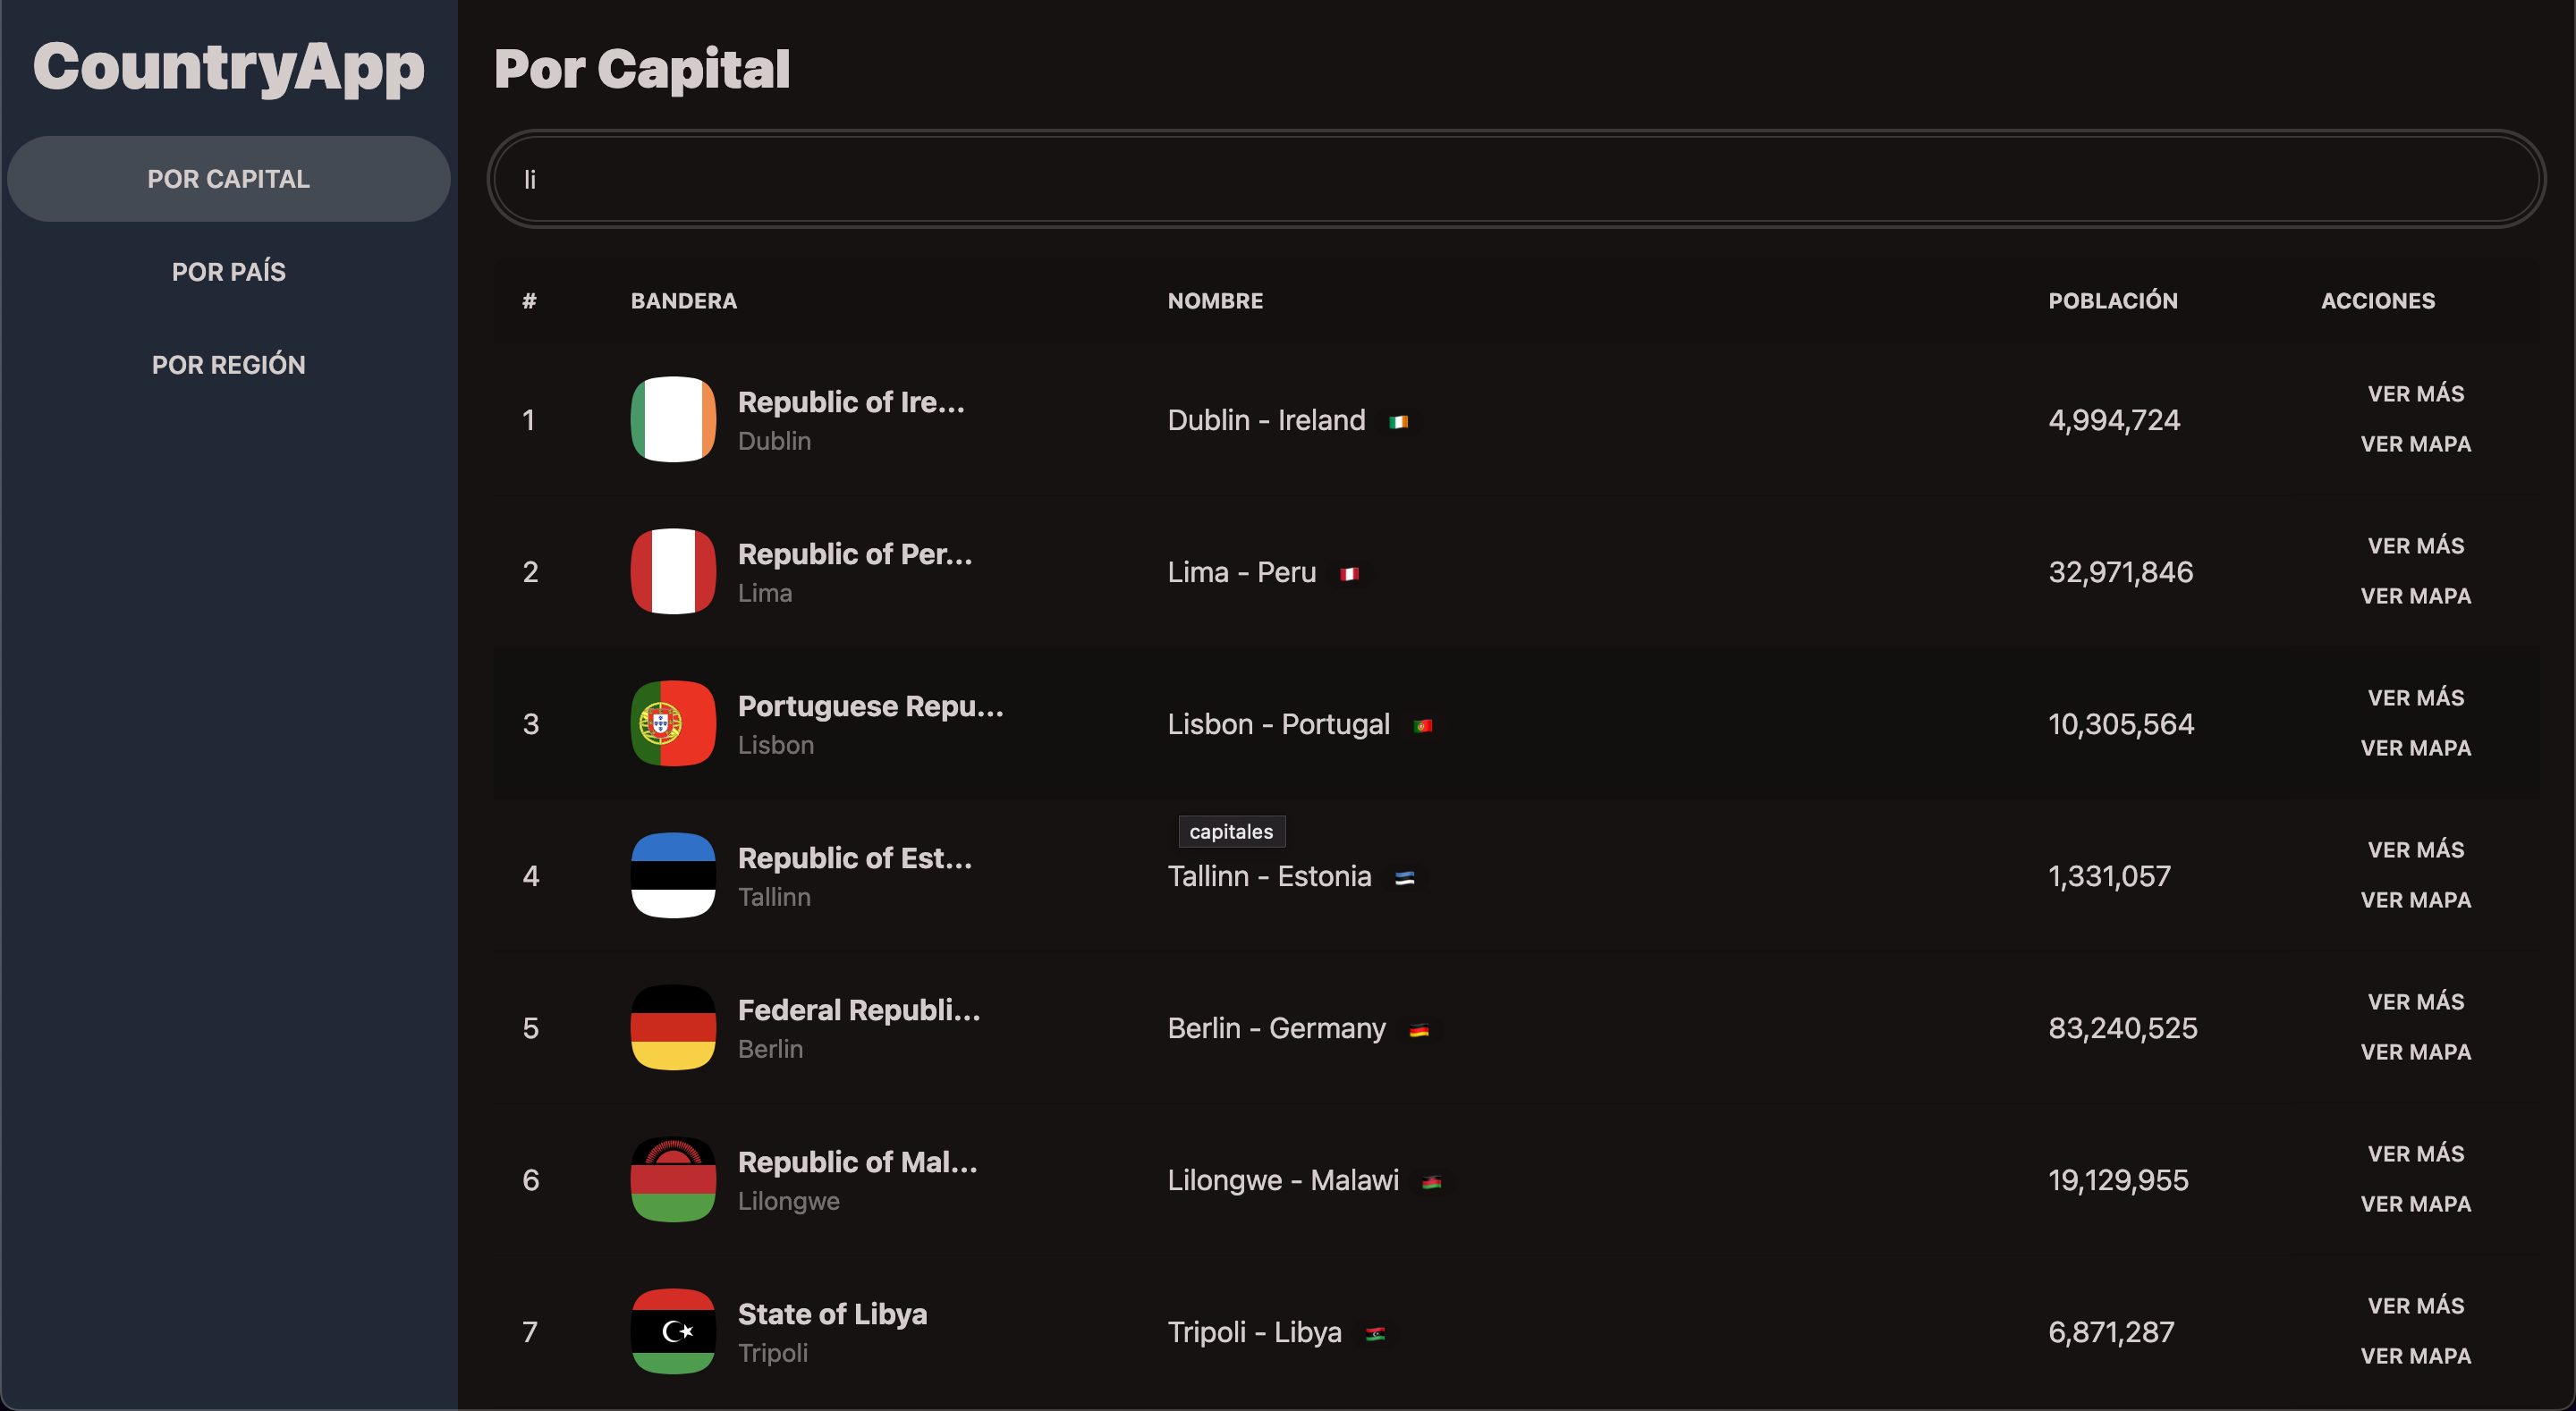 CountryApp
POR CAPITAL
POR PAÍS
POR REGIÓN
Por Capital
li
# BANDERA NOMBRE POBLACIÓN ACCIONES
1 Republic of Ire... Dublin Dublin - Ireland 4,994,724 VER MÁS VER MAPA
2 Republic of Per... Lima Lima - Peru 32,971,846 VER MÁS VER MAPA
3 Portuguese Repu... Lisbon Lisbon - Portugal 10,305,564 VER MÁS VER MAPA
capitales
4 Republic of Est... Tallinn Tallinn - Estonia 1,331,057 VER MÁS VER MAPA
5 Federal Republi... Berlin Berlin - Germany 83,240,525 VER MÁS VER MAPA
6 Republic of Mal... Lilongwe Lilongwe - Malawi 19,129,955 VER MÁS VER MAPA
7 State of Libya Tripoli Tripoli - Libya 6,871,287 VER MÁS VER MAPA